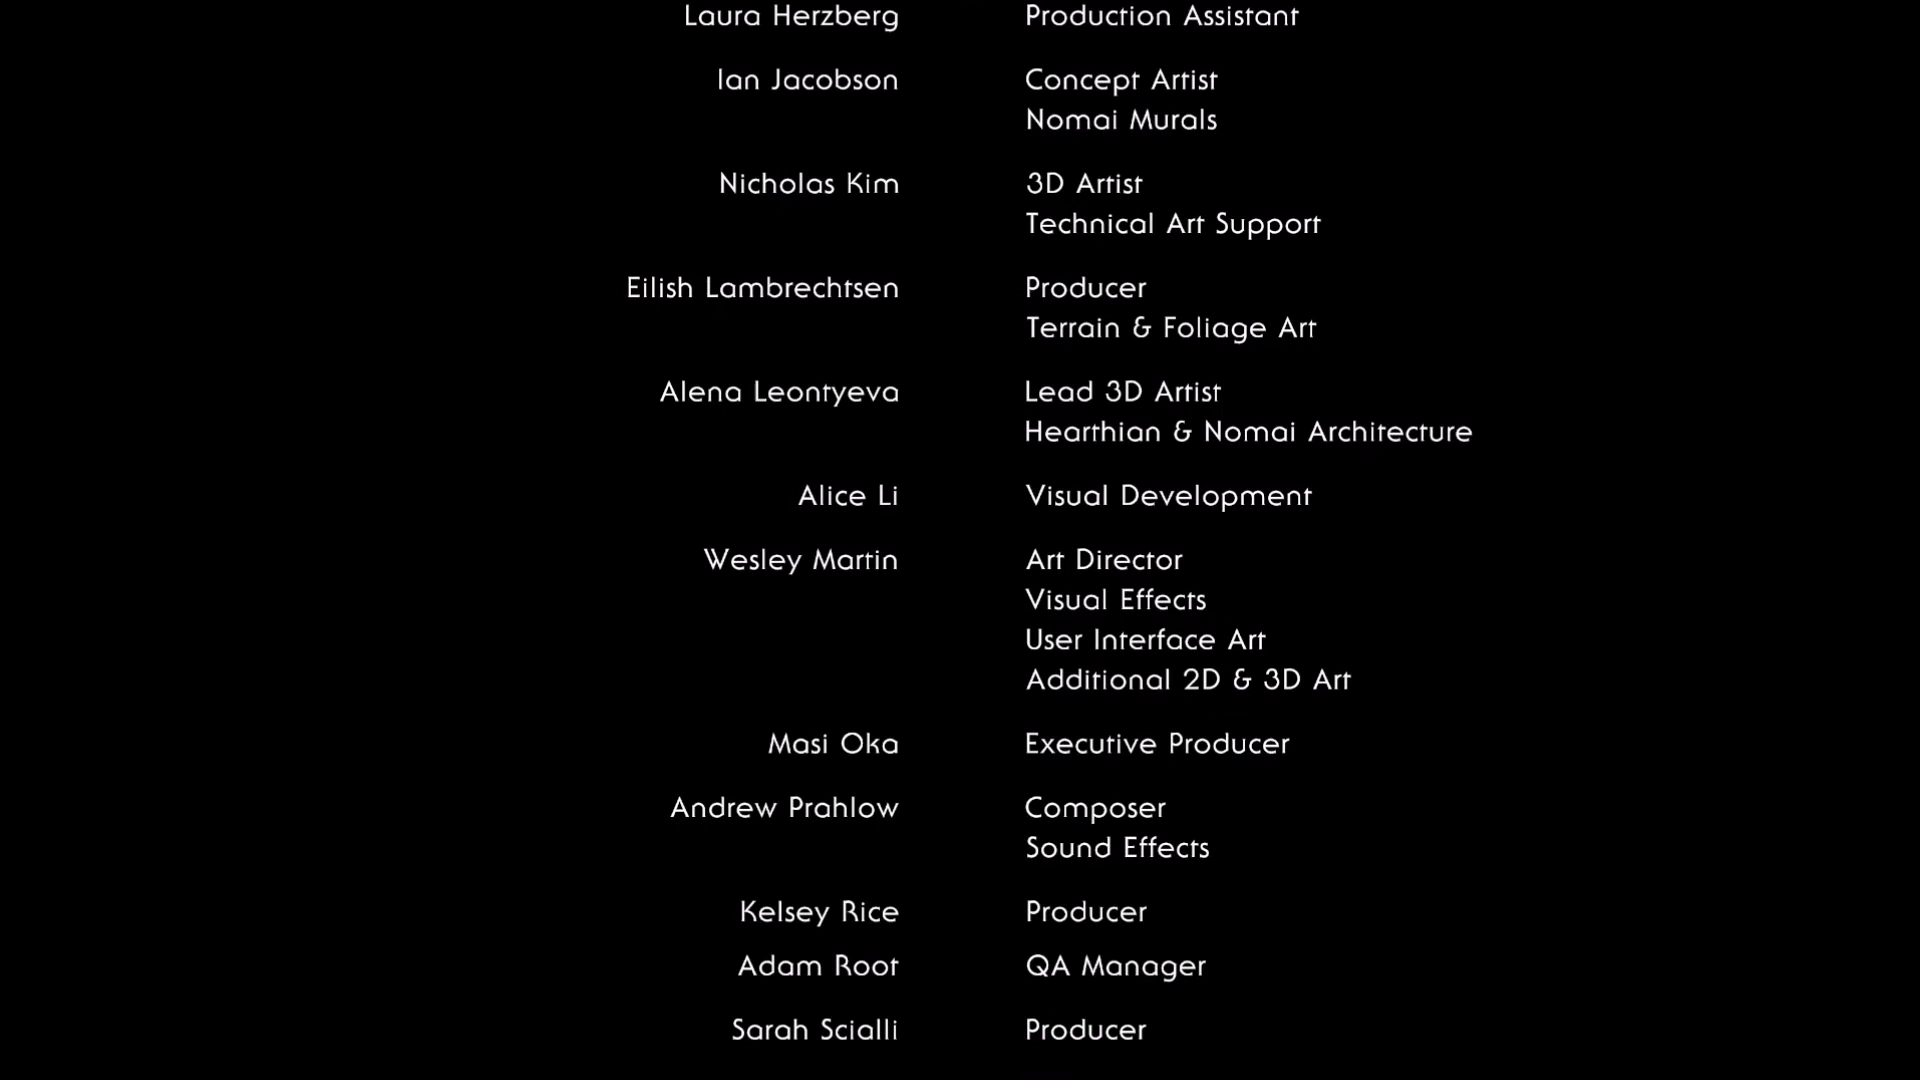 Laura Herzberg Production Assistant
Ian Jacobson Concept Artist
Nomai Murals
Nicholas Kim 3D Artist
Technical Art Support
Eilish Lambrechtsen Producer
Terrain & Foliage Art
Alena Leontyeva Lead 3D Artist
Hearthian & Nomai Architecture
Alice Li Visual Development
Wesley Martin Art Director
Visual Effects
User Interface Art
Additional 2D & 3D Art
Masi Oka Executive Producer
Andrew Prahlow Composer
Sound Effects
Kelsey Rice Producer
Adam Root QA Manager
Sarah Scialli Producer